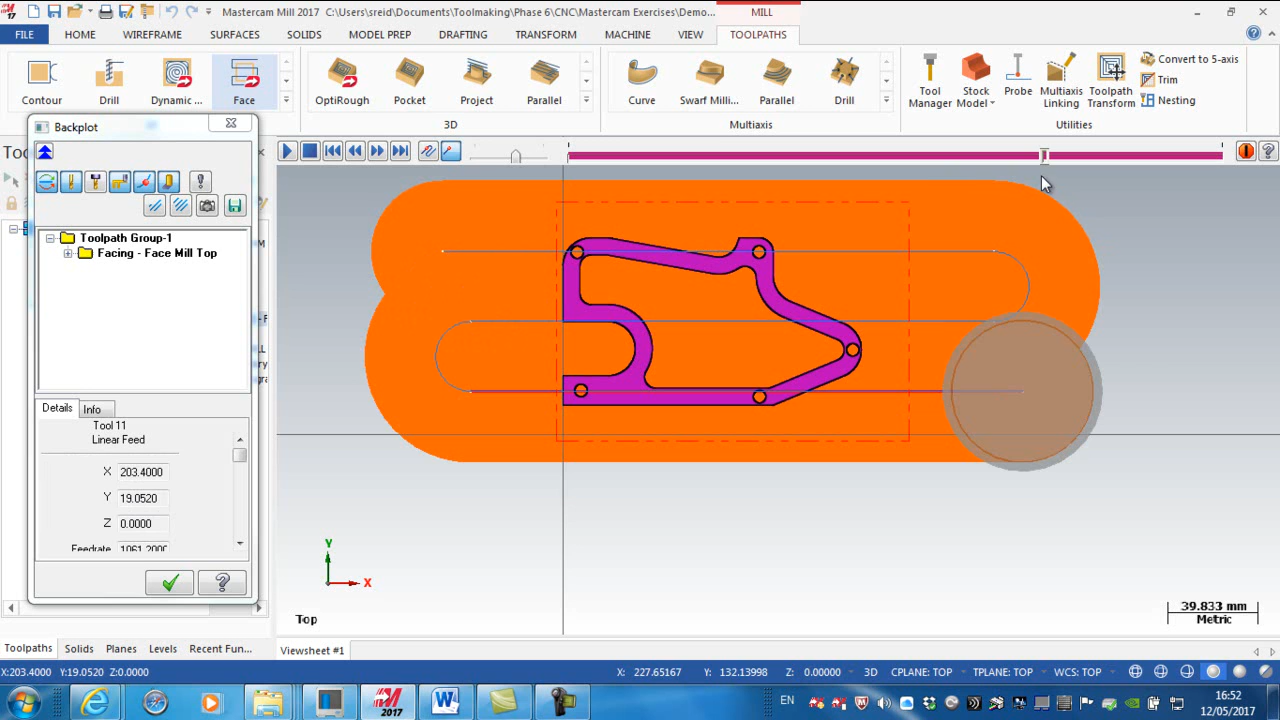 Mastercam Mill 2017 C:\Users\sreid\Documents\Toolmaking\Phase 6\CNC\Mastercam Exercises\Demo...
MILL
FILE HOME WIREFRAME SURFACES SOLIDS MODEL PREP DRAFTING TRANSFORM MACHINE VIEW TOOLPATHS
Contour Drill Dynamic ... Face OptiRough Pocket Project Parallel Curve Swarf Milli... Parallel Drill Tool Manager Stock Model Probe Multiaxis Linking Toolpath Transform
Convert to 5-axis
Trim
Nesting
3D Multiaxis Utilities
Backplot
Toolpath Group-1
Facing - Face Mill Top
Details Info
Tool 11
Linear Feed
X 203.4000
Y 19.0520
Z 0.0000
Feedrate 1061.2000
Y
X
Top
39.833 mm
Metric
Toolpaths Solids Planes Levels Recent Fun...
Viewsheet #1
X:203.4000 Y:19.0520 Z:0.0000
X: 227.65167 Y: 132.13998 Z: 0.00000 3D CPLANE: TOP TPLANE: TOP WCS: TOP
2017
EN
16:52
12/05/2017